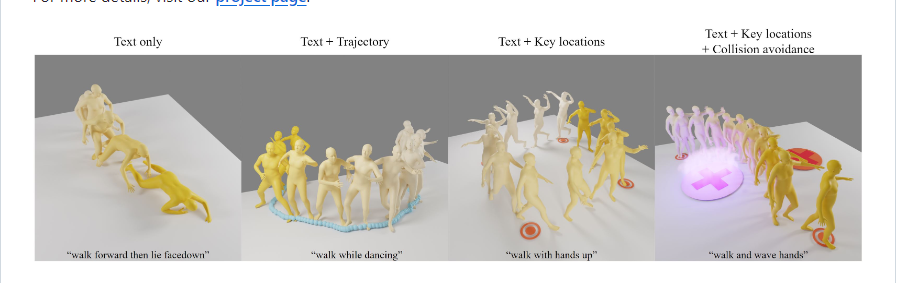 For more details, visit our project page.
Text only
Text + Trajectory
Text + Key locations
Text + Key locations
+ Collision avoidance
“walk forward then lie facedown”
“walk while dancing”
“walk with hands up”
“walk and wave hands”